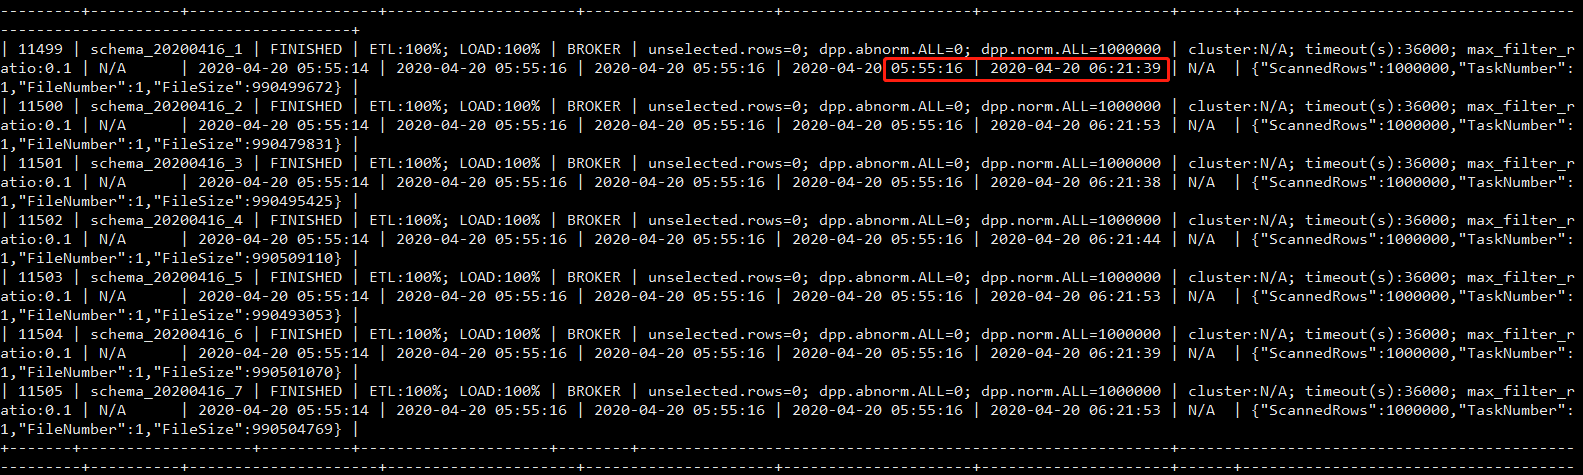 ---------+----------+--------------------+---------------------+--------------------+--------------------+---------------------+------+-----------------------------------
-------------------------------------+
| 11499 | schema_20200416_1 | FINISHED | ETL:100%; LOAD:100% | BROKER | unselected.rows=0; dpp.abnorm.ALL=0; dpp.norm.ALL=1000000 | cluster:N/A; timeout(s):36000; max_filter_r
atio:0.1 | N/A      | 2020-04-20 05:55:14 | 2020-04-20 05:55:16 | 2020-04-20 05:55:16 | 2020-04-20 05:55:16 | 2020-04-20 06:21:39 | N/A  | {"ScannedRows":1000000,"TaskNumber":
1,"FileNumber":1,"FileSize":990499672} |
| 11500 | schema_20200416_2 | FINISHED | ETL:100%; LOAD:100% | BROKER | unselected.rows=0; dpp.abnorm.ALL=0; dpp.norm.ALL=1000000 | cluster:N/A; timeout(s):36000; max_filter_r
atio:0.1 | N/A      | 2020-04-20 05:55:14 | 2020-04-20 05:55:16 | 2020-04-20 05:55:16 | 2020-04-20 05:55:16 | 2020-04-20 06:21:53 | N/A  | {"ScannedRows":1000000,"TaskNumber":
1,"FileNumber":1,"FileSize":990479831} |
| 11501 | schema_20200416_3 | FINISHED | ETL:100%; LOAD:100% | BROKER | unselected.rows=0; dpp.abnorm.ALL=0; dpp.norm.ALL=1000000 | cluster:N/A; timeout(s):36000; max_filter_r
atio:0.1 | N/A      | 2020-04-20 05:55:14 | 2020-04-20 05:55:16 | 2020-04-20 05:55:16 | 2020-04-20 05:55:16 | 2020-04-20 06:21:38 | N/A  | {"ScannedRows":1000000,"TaskNumber":
1,"FileNumber":1,"FileSize":990495425} |
| 11502 | schema_20200416_4 | FINISHED | ETL:100%; LOAD:100% | BROKER | unselected.rows=0; dpp.abnorm.ALL=0; dpp.norm.ALL=1000000 | cluster:N/A; timeout(s):36000; max_filter_r
atio:0.1 | N/A      | 2020-04-20 05:55:14 | 2020-04-20 05:55:16 | 2020-04-20 05:55:16 | 2020-04-20 05:55:16 | 2020-04-20 06:21:44 | N/A  | {"ScannedRows":1000000,"TaskNumber":
1,"FileNumber":1,"FileSize":990509110} |
| 11503 | schema_20200416_5 | FINISHED | ETL:100%; LOAD:100% | BROKER | unselected.rows=0; dpp.abnorm.ALL=0; dpp.norm.ALL=1000000 | cluster:N/A; timeout(s):36000; max_filter_r
atio:0.1 | N/A      | 2020-04-20 05:55:14 | 2020-04-20 05:55:16 | 2020-04-20 05:55:16 | 2020-04-20 05:55:16 | 2020-04-20 06:21:53 | N/A  | {"ScannedRows":1000000,"TaskNumber":
1,"FileNumber":1,"FileSize":990493053} |
| 11504 | schema_20200416_6 | FINISHED | ETL:100%; LOAD:100% | BROKER | unselected.rows=0; dpp.abnorm.ALL=0; dpp.norm.ALL=1000000 | cluster:N/A; timeout(s):36000; max_filter_r
atio:0.1 | N/A      | 2020-04-20 05:55:14 | 2020-04-20 05:55:16 | 2020-04-20 05:55:16 | 2020-04-20 05:55:16 | 2020-04-20 06:21:39 | N/A  | {"ScannedRows":1000000,"TaskNumber":
1,"FileNumber":1,"FileSize":990501070} |
| 11505 | schema_20200416_7 | FINISHED | ETL:100%; LOAD:100% | BROKER | unselected.rows=0; dpp.abnorm.ALL=0; dpp.norm.ALL=1000000 | cluster:N/A; timeout(s):36000; max_filter_r
atio:0.1 | N/A      | 2020-04-20 05:55:14 | 2020-04-20 05:55:16 | 2020-04-20 05:55:16 | 2020-04-20 05:55:16 | 2020-04-20 06:21:53 | N/A  | {"ScannedRows":1000000,"TaskNumber":
1,"FileNumber":1,"FileSize":990504769} |
+-------+-------------------+----------+---------------------+--------+-----------------------------------------------------------+--------------------------------------------
---------+----------+--------------------+---------------------+--------------------+--------------------+---------------------+------+-----------------------------------